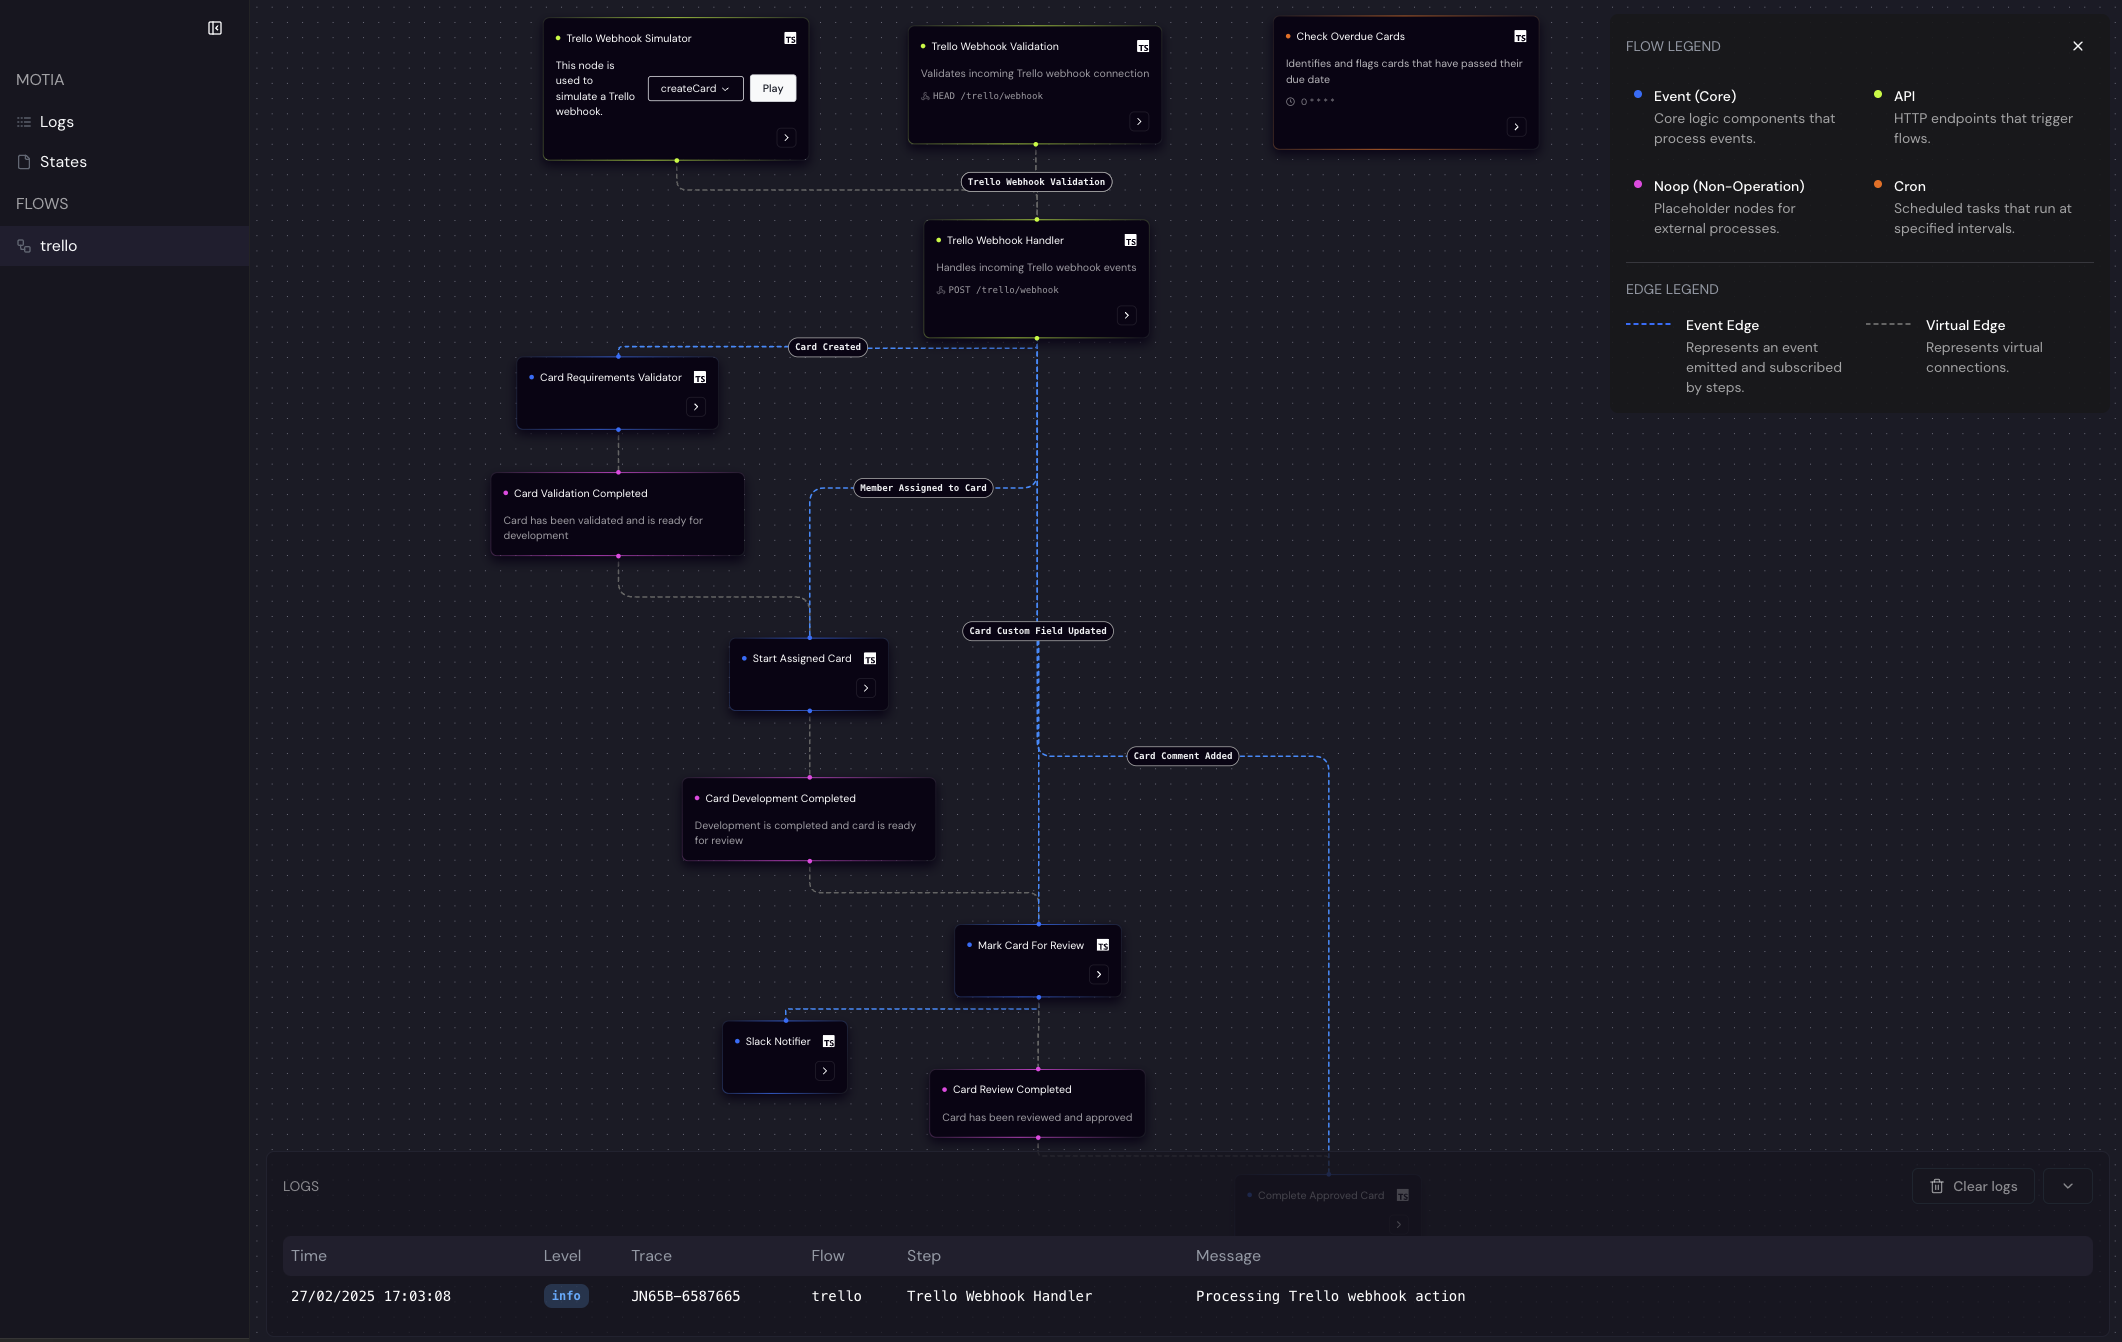 MOTIA
Logs
States
FLOWS
trello
Trello Webhook Simulator
TS
This node is
used to
simulate a Trello
webhook.
createCard
Play
Trello Webhook Validation
TS
Validates incoming Trello webhook connection
HEAD /trello/webhook
Check Overdue Cards
TS
Identifies and flags cards that have passed their
due date
0 * * * *
Trello Webhook Validation
Trello Webhook Handler
TS
Handles incoming Trello webhook events
POST /trello/webhook
Card Created
Card Requirements Validator
TS
Card Validation Completed
Card has been validated and is ready for
development
Member Assigned to Card
Card Custom Field Updated
Start Assigned Card
TS
Card Comment Added
Card Development Completed
Development is completed and card is ready
for review
Mark Card For Review
TS
Slack Notifier
TS
Card Review Completed
Card has been reviewed and approved
Complete Approved Card
TS
FLOW LEGEND
Event (Core)
Core logic components that
process events.
API
HTTP endpoints that trigger
flows.
Noop (Non-Operation)
Placeholder nodes for
external processes.
Cron
Scheduled tasks that run at
specified intervals.
EDGE LEGEND
Event Edge
Represents an event
emitted and subscribed
by steps.
Virtual Edge
Represents virtual
connections.
LOGS
Clear logs
Time Level Trace Flow Step Message
27/02/2025 17:03:08 info JN65B-6587665 trello Trello Webhook Handler Processing Trello webhook action